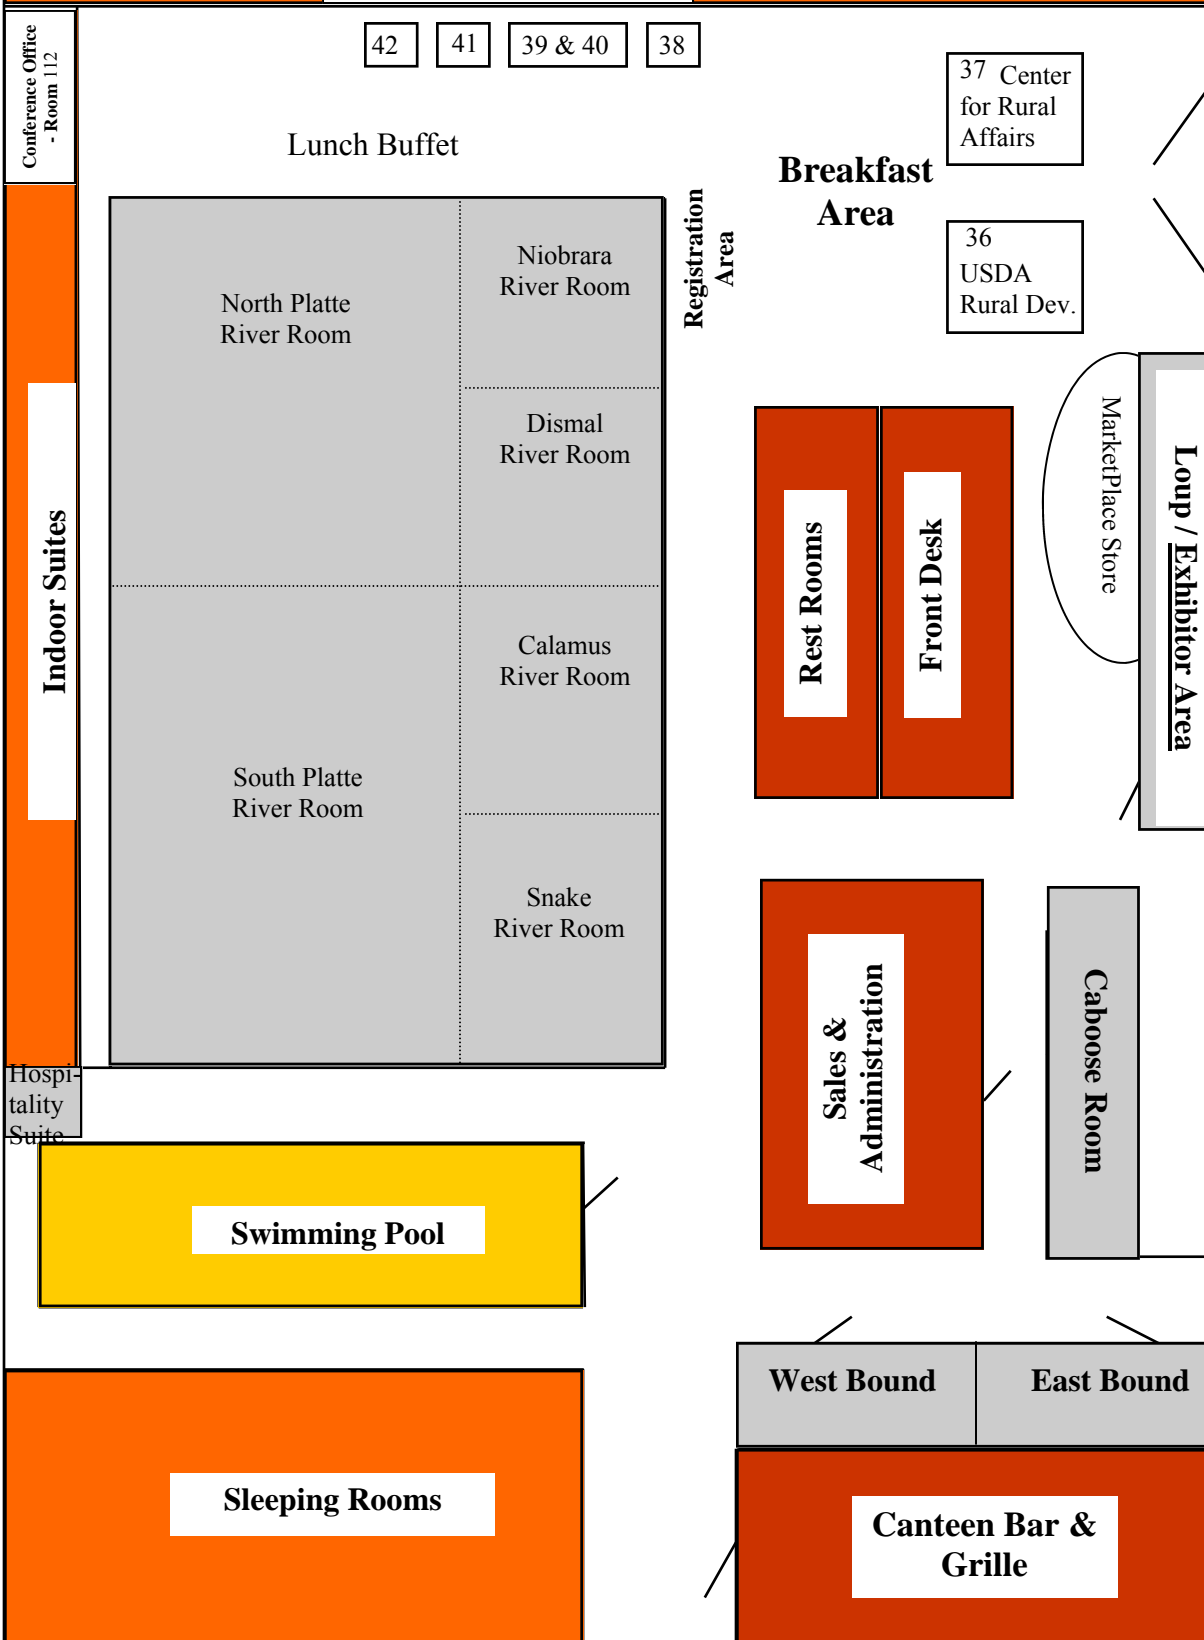 Conference Office
- Room 112
42
41
39 & 40
38
37 Center
for Rural
Affairs
Lunch Buffet
Breakfast
Area
Registration
Area
36
USDA
Rural Dev.
North Platte
River Room
Niobrara
River Room
Dismal
River Room
Indoor Suites
Rest Rooms
Front Desk
MarketPlace Store
Loup / Exhibitor Area
Calamus
River Room
South Platte
River Room
Snake
River Room
Sales &
Administration
Caboose Room
Hospi-
tality
Suite
Swimming Pool
West Bound
East Bound
Sleeping Rooms
Canteen Bar &
Grille